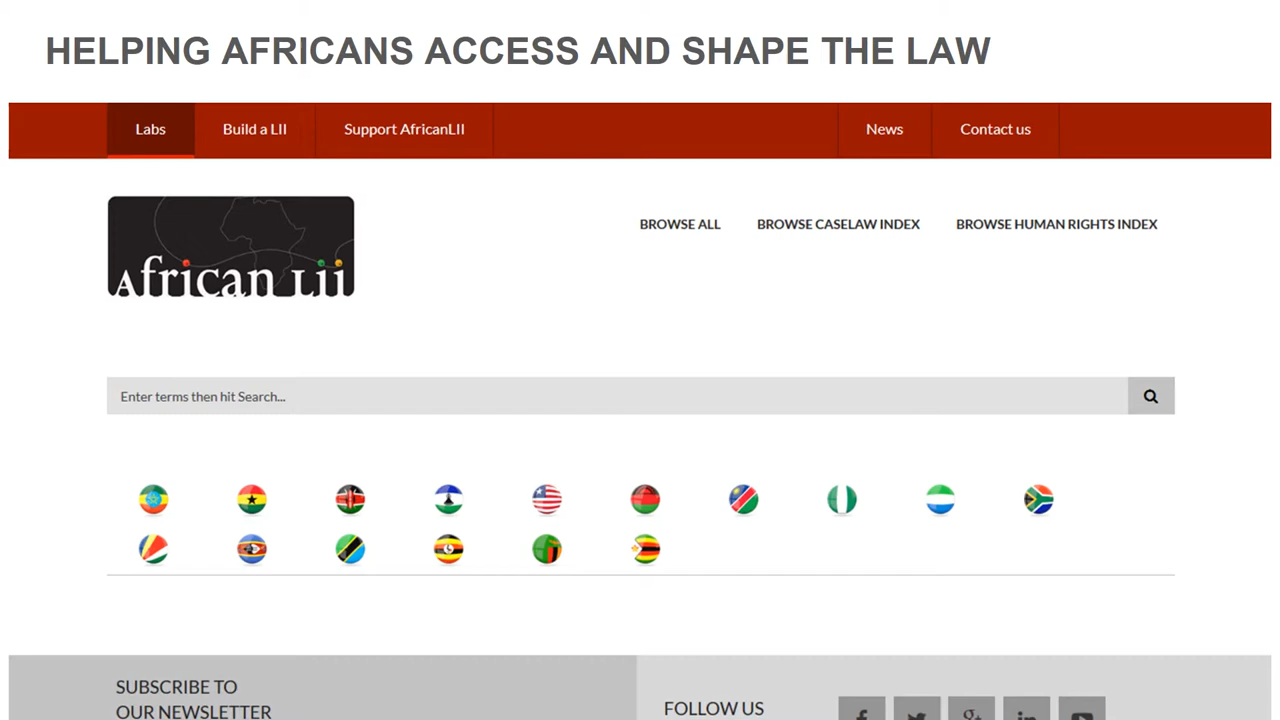 HELPING AFRICANS ACCESS AND SHAPE THE LAW
Labs Build a LII Support AfricanLII News Contact us
African Lii
BROWSE ALL BROWSE CASELAW INDEX BROWSE HUMAN RIGHTS INDEX
Enter terms then hit Search...
SUBSCRIBE TO
OUR NEWSLETTER
FOLLOW US